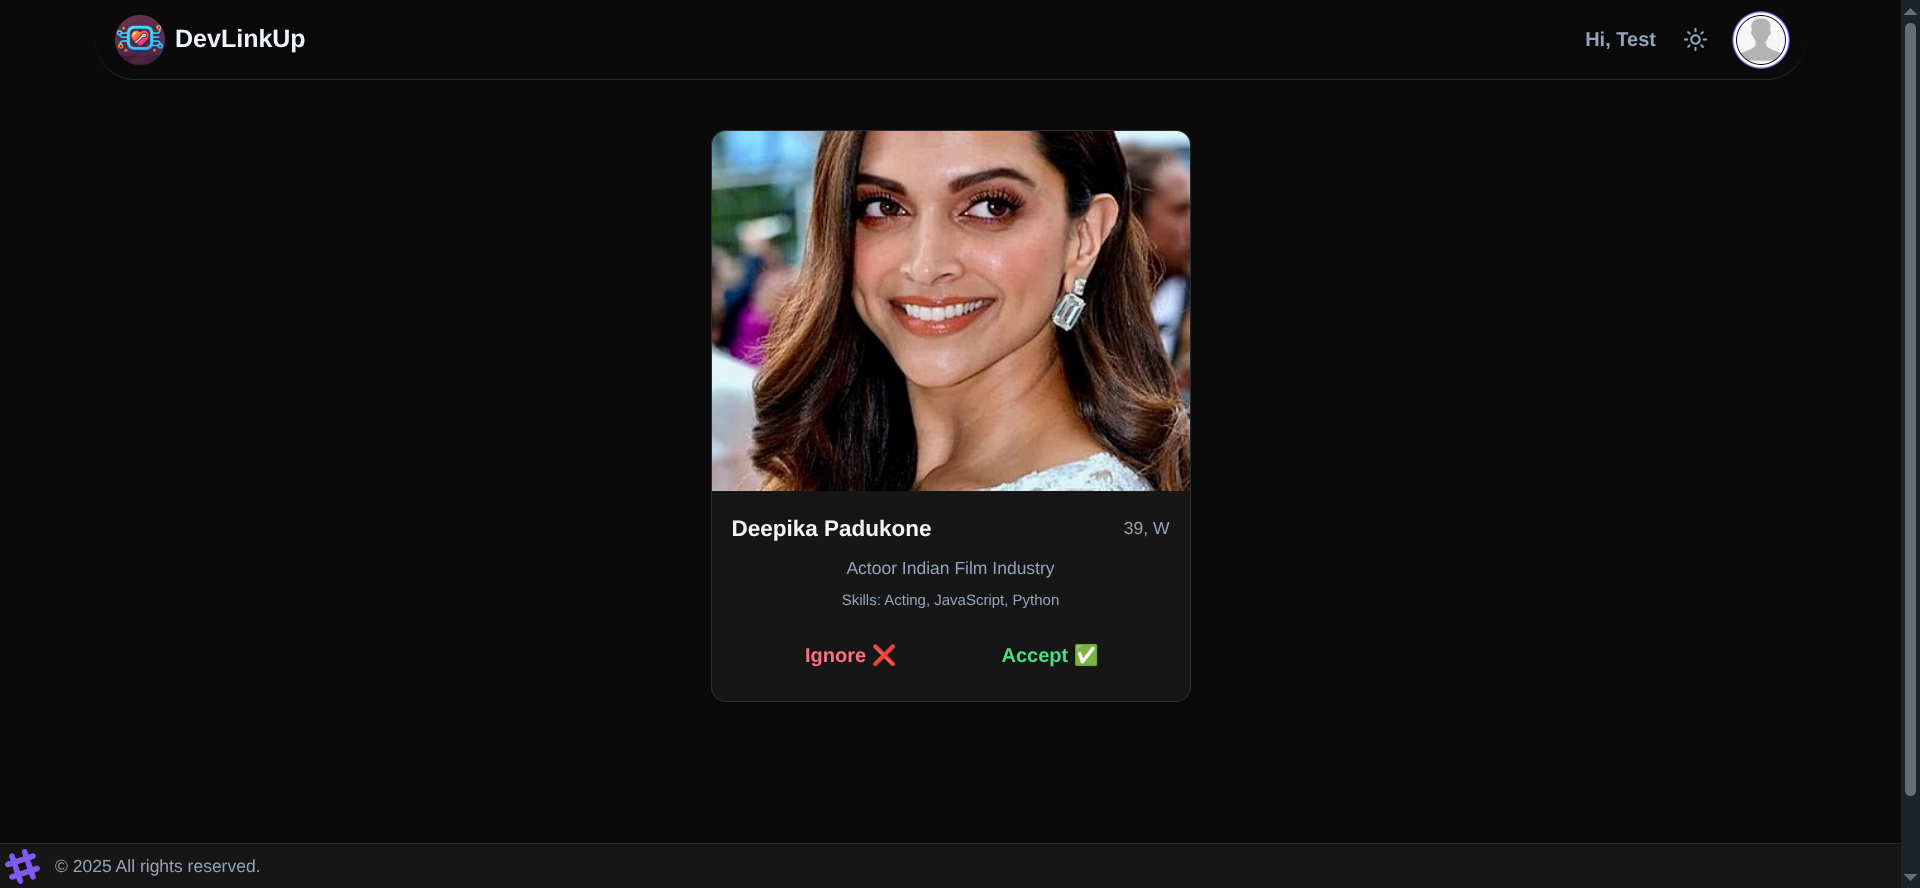 DevLinkUp
Hi, Test
Deepika Padukone
39, W
Actoor Indian Film Industry
Skills: Acting, JavaScript, Python
Ignore ❌
Accept ✅
© 2025 All rights reserved.